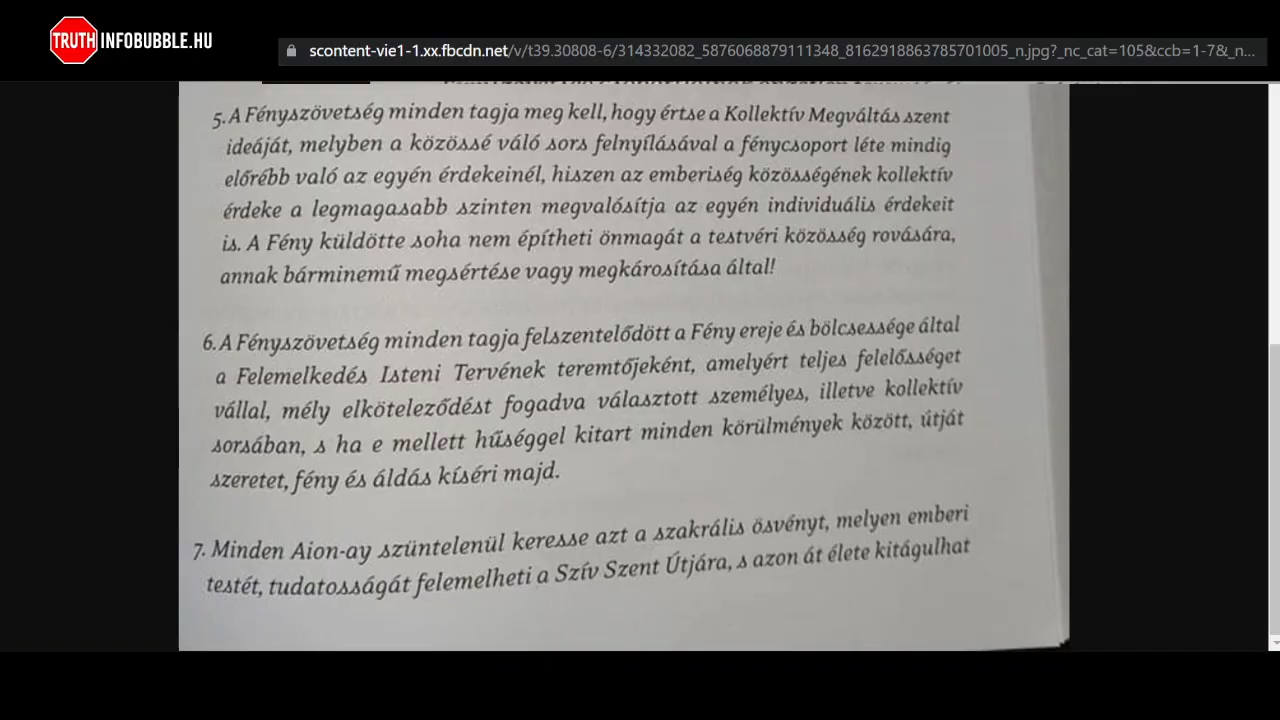 TRUTH INFOBUBBLE.HU
scontent-vie1-1.xx.fbcdn.net/v/t39.30808-6/314332082_5876068879111348_8162918863785701005_n.jpg?_nc_cat=105&ccb=1-7&_n...
5. A Fényszövetség minden tagja meg kell, hogy értse a Kollektív Megváltás szent
ideáját, melyben a közössé váló sors felnyílásával a fénycsoport léte mindig
előrébb való az egyén érdekeinél, hiszen az emberiség közösségének kollektív
érdeke a legmagasabb szinten megvalósítja az egyén individuális érdekeit
is. A Fény küldötte soha nem építheti önmagát a testvéri közösség rovására,
annak bárminemű megsértése vagy megkárosítása által!
6. A Fényszövetség minden tagja felszentelődött a Fény ereje és bölcsessége által
a Felemelkedés Isteni Tervének teremtőjeként, amelyért teljes felelősséget
vállal, mély elköteleződést fogadva választott személyes, illetve kollektív
sorsában, s ha e mellett hűséggel kitart minden körülmények között, útját
szeretet, fény és áldás kíséri majd.
7. Minden Aion-ay szüntelenül keresse azt a szakrális ösvényt, melyen emberi
testét, tudatosságát felemelheti a Szív Szent Útjára, s azon át élete kitágulhat